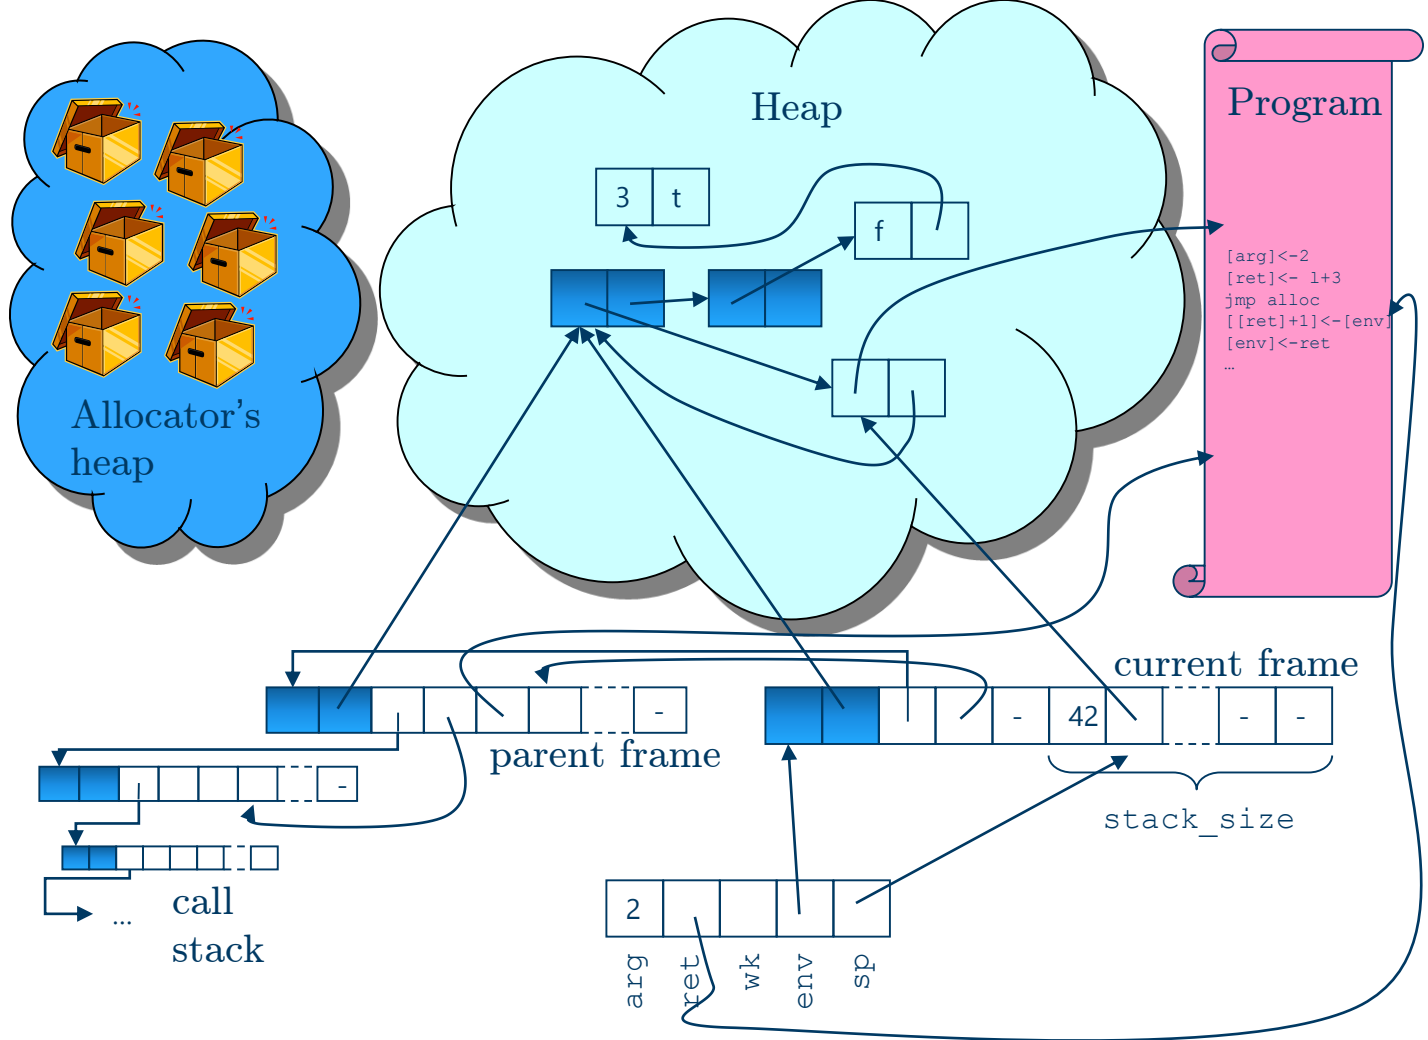 Heap
Program
3 t
f
[arg]<-2
[ret]<- l+3
jmp alloc
[[ret]+1]<-[env]
[env]<-ret
…
Allocator's
heap
current frame
-
- 42 - -
parent frame
-
stack_size
call
stack
...
2
arg
ret
wk
env
sp